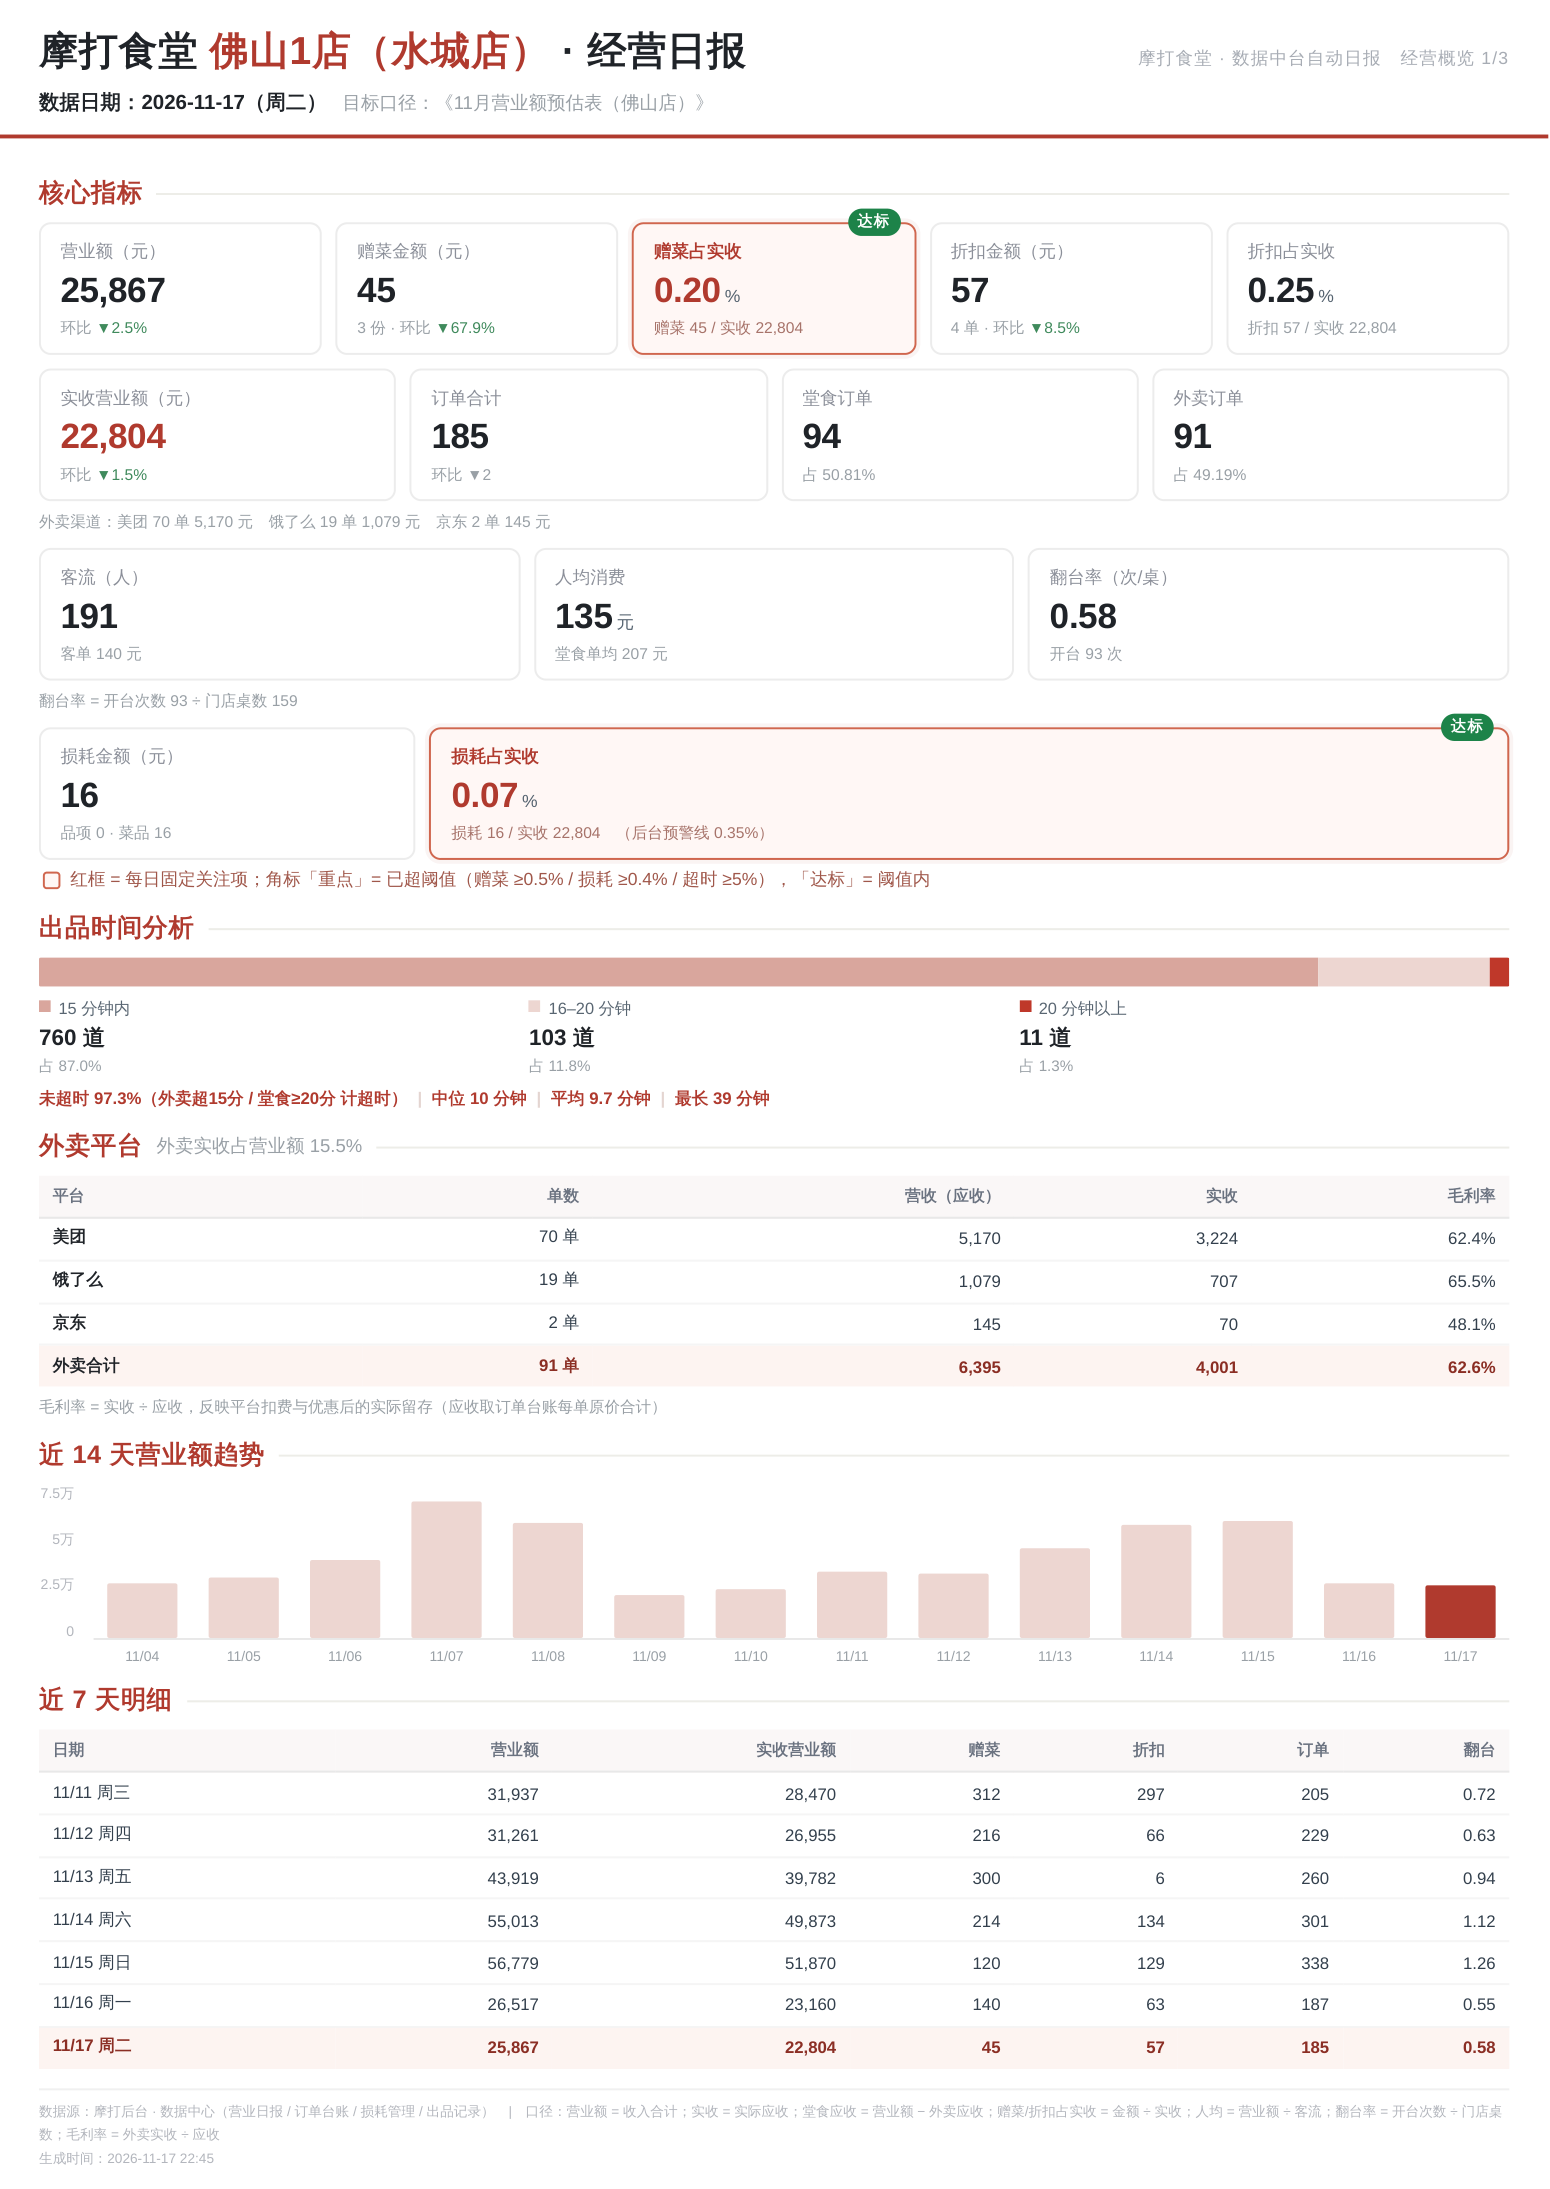 摩打食堂 佛山1店（水城店） · 经营日报
摩打食堂 · 数据中台自动日报 经营概览 1/3
数据日期：2026-11-17（周二） 目标口径：《11月营业额预估表（佛山店）》
核心指标
达标
营业额（元） 赠菜金额（元） 赠菜占实收 折扣金额（元） 折扣占实收
25,867 45 0.20 % 57 0.25 %
环比 ▼2.5% 3 份 · 环比 ▼67.9% 赠菜 45 / 实收 22,804 4 单 · 环比 ▼8.5% 折扣 57 / 实收 22,804
实收营业额（元） 订单合计 堂食订单 外卖订单
22,804 185 94 91
环比 ▼1.5% 环比 ▼2 占 50.81% 占 49.19%
外卖渠道：美团 70 单 5,170 元 饿了么 19 单 1,079 元 京东 2 单 145 元
客流（人） 人均消费 翻台率（次/桌）
191 135 元 0.58
客单 140 元 堂食单均 207 元 开台 93 次
翻台率 = 开台次数 93 ÷ 门店桌数 159
达标
损耗金额（元） 损耗占实收
16 0.07 %
品项 0 · 菜品 16 损耗 16 / 实收 22,804 （后台预警线 0.35%）
红框 = 每日固定关注项；角标「重点」= 已超阈值（赠菜 ≥0.5% / 损耗 ≥0.4% / 超时 ≥5%），「达标」= 阈值内
出品时间分析
15 分钟内 16–20 分钟 20 分钟以上
760 道 103 道 11 道
占 87.0% 占 11.8% 占 1.3%
未超时 97.3%（外卖超15分 / 堂食≥20分 计超时） | 中位 10 分钟 | 平均 9.7 分钟 | 最长 39 分钟
外卖平台 外卖实收占营业额 15.5%
平台 单数 营收（应收） 实收 毛利率
美团 70 单 5,170 3,224 62.4%
饿了么 19 单 1,079 707 65.5%
京东 2 单 145 70 48.1%
外卖合计 91 单 6,395 4,001 62.6%
毛利率 = 实收 ÷ 应收，反映平台扣费与优惠后的实际留存（应收取订单台账每单原价合计）
近 14 天营业额趋势
7.5万
5万
2.5万
0
11/04 11/05 11/06 11/07 11/08 11/09 11/10 11/11 11/12 11/13 11/14 11/15 11/16 11/17
近 7 天明细
日期 营业额 实收营业额 赠菜 折扣 订单 翻台
11/11 周三 31,937 28,470 312 297 205 0.72
11/12 周四 31,261 26,955 216 66 229 0.63
11/13 周五 43,919 39,782 300 6 260 0.94
11/14 周六 55,013 49,873 214 134 301 1.12
11/15 周日 56,779 51,870 120 129 338 1.26
11/16 周一 26,517 23,160 140 63 187 0.55
11/17 周二 25,867 22,804 45 57 185 0.58
数据源：摩打后台 · 数据中心（营业日报 / 订单台账 / 损耗管理 / 出品记录） | 口径：营业额 = 收入合计；实收 = 实际应收；堂食应收 = 营业额 − 外卖应收；赠菜/折扣占实收 = 金额 ÷ 实收；人均 = 营业额 ÷ 客流；翻台率 = 开台次数 ÷ 门店桌
数；毛利率 = 外卖实收 ÷ 应收
生成时间：2026-11-17 22:45